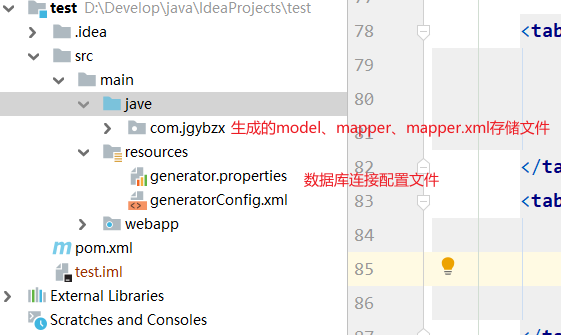 test D:\Develop\java\IdeaProjects\test
.idea
src
main
jave
com.jgybzx 生成的model、mapper、mapper.xml存储文件
resources
generator.properties
数据库连接配置文件
generatorConfig.xml
webapp
pom.xml
test.iml
External Libraries
Scratches and Consoles
78 <tab
79
80
82 </ta
83 <tab
84
85
86
</ta